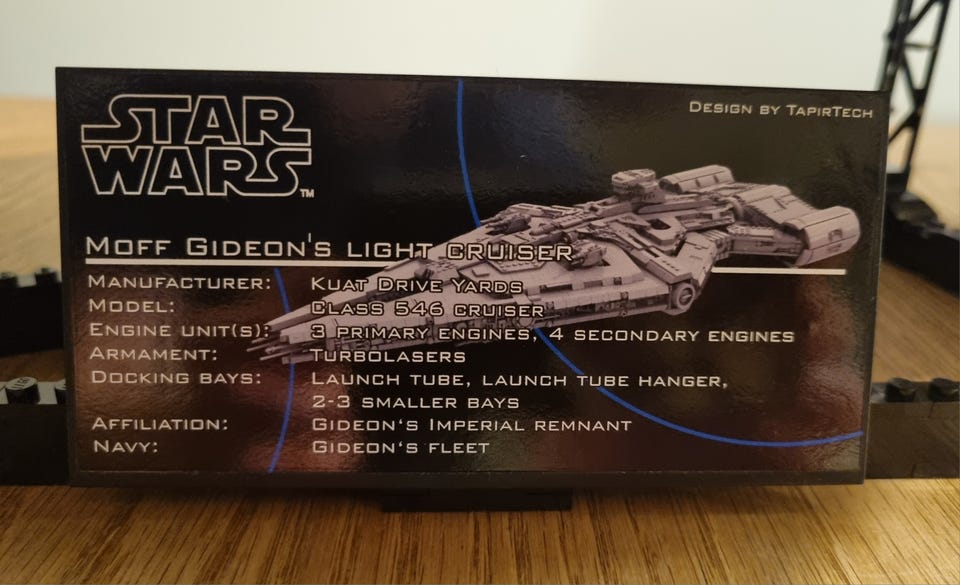 STAR
WARS™
DESIGN BY TAPIRTECH
MOFF GIDEON'S LIGHT CRUISER
MANUFACTURER: KUAT DRIVE YARDS
MODEL: CLASS 546 CRUISER
ENGINE UNIT(S): 3 PRIMARY ENGINES, 4 SECONDARY ENGINES
ARMAMENT: TURBOLASERS
DOCKING BAYS: LAUNCH TUBE, LAUNCH TUBE HANGER,
2-3 SMALLER BAYS
AFFILIATION: GIDEON‘S IMPERIAL REMNANT
NAVY: GIDEON‘S FLEET